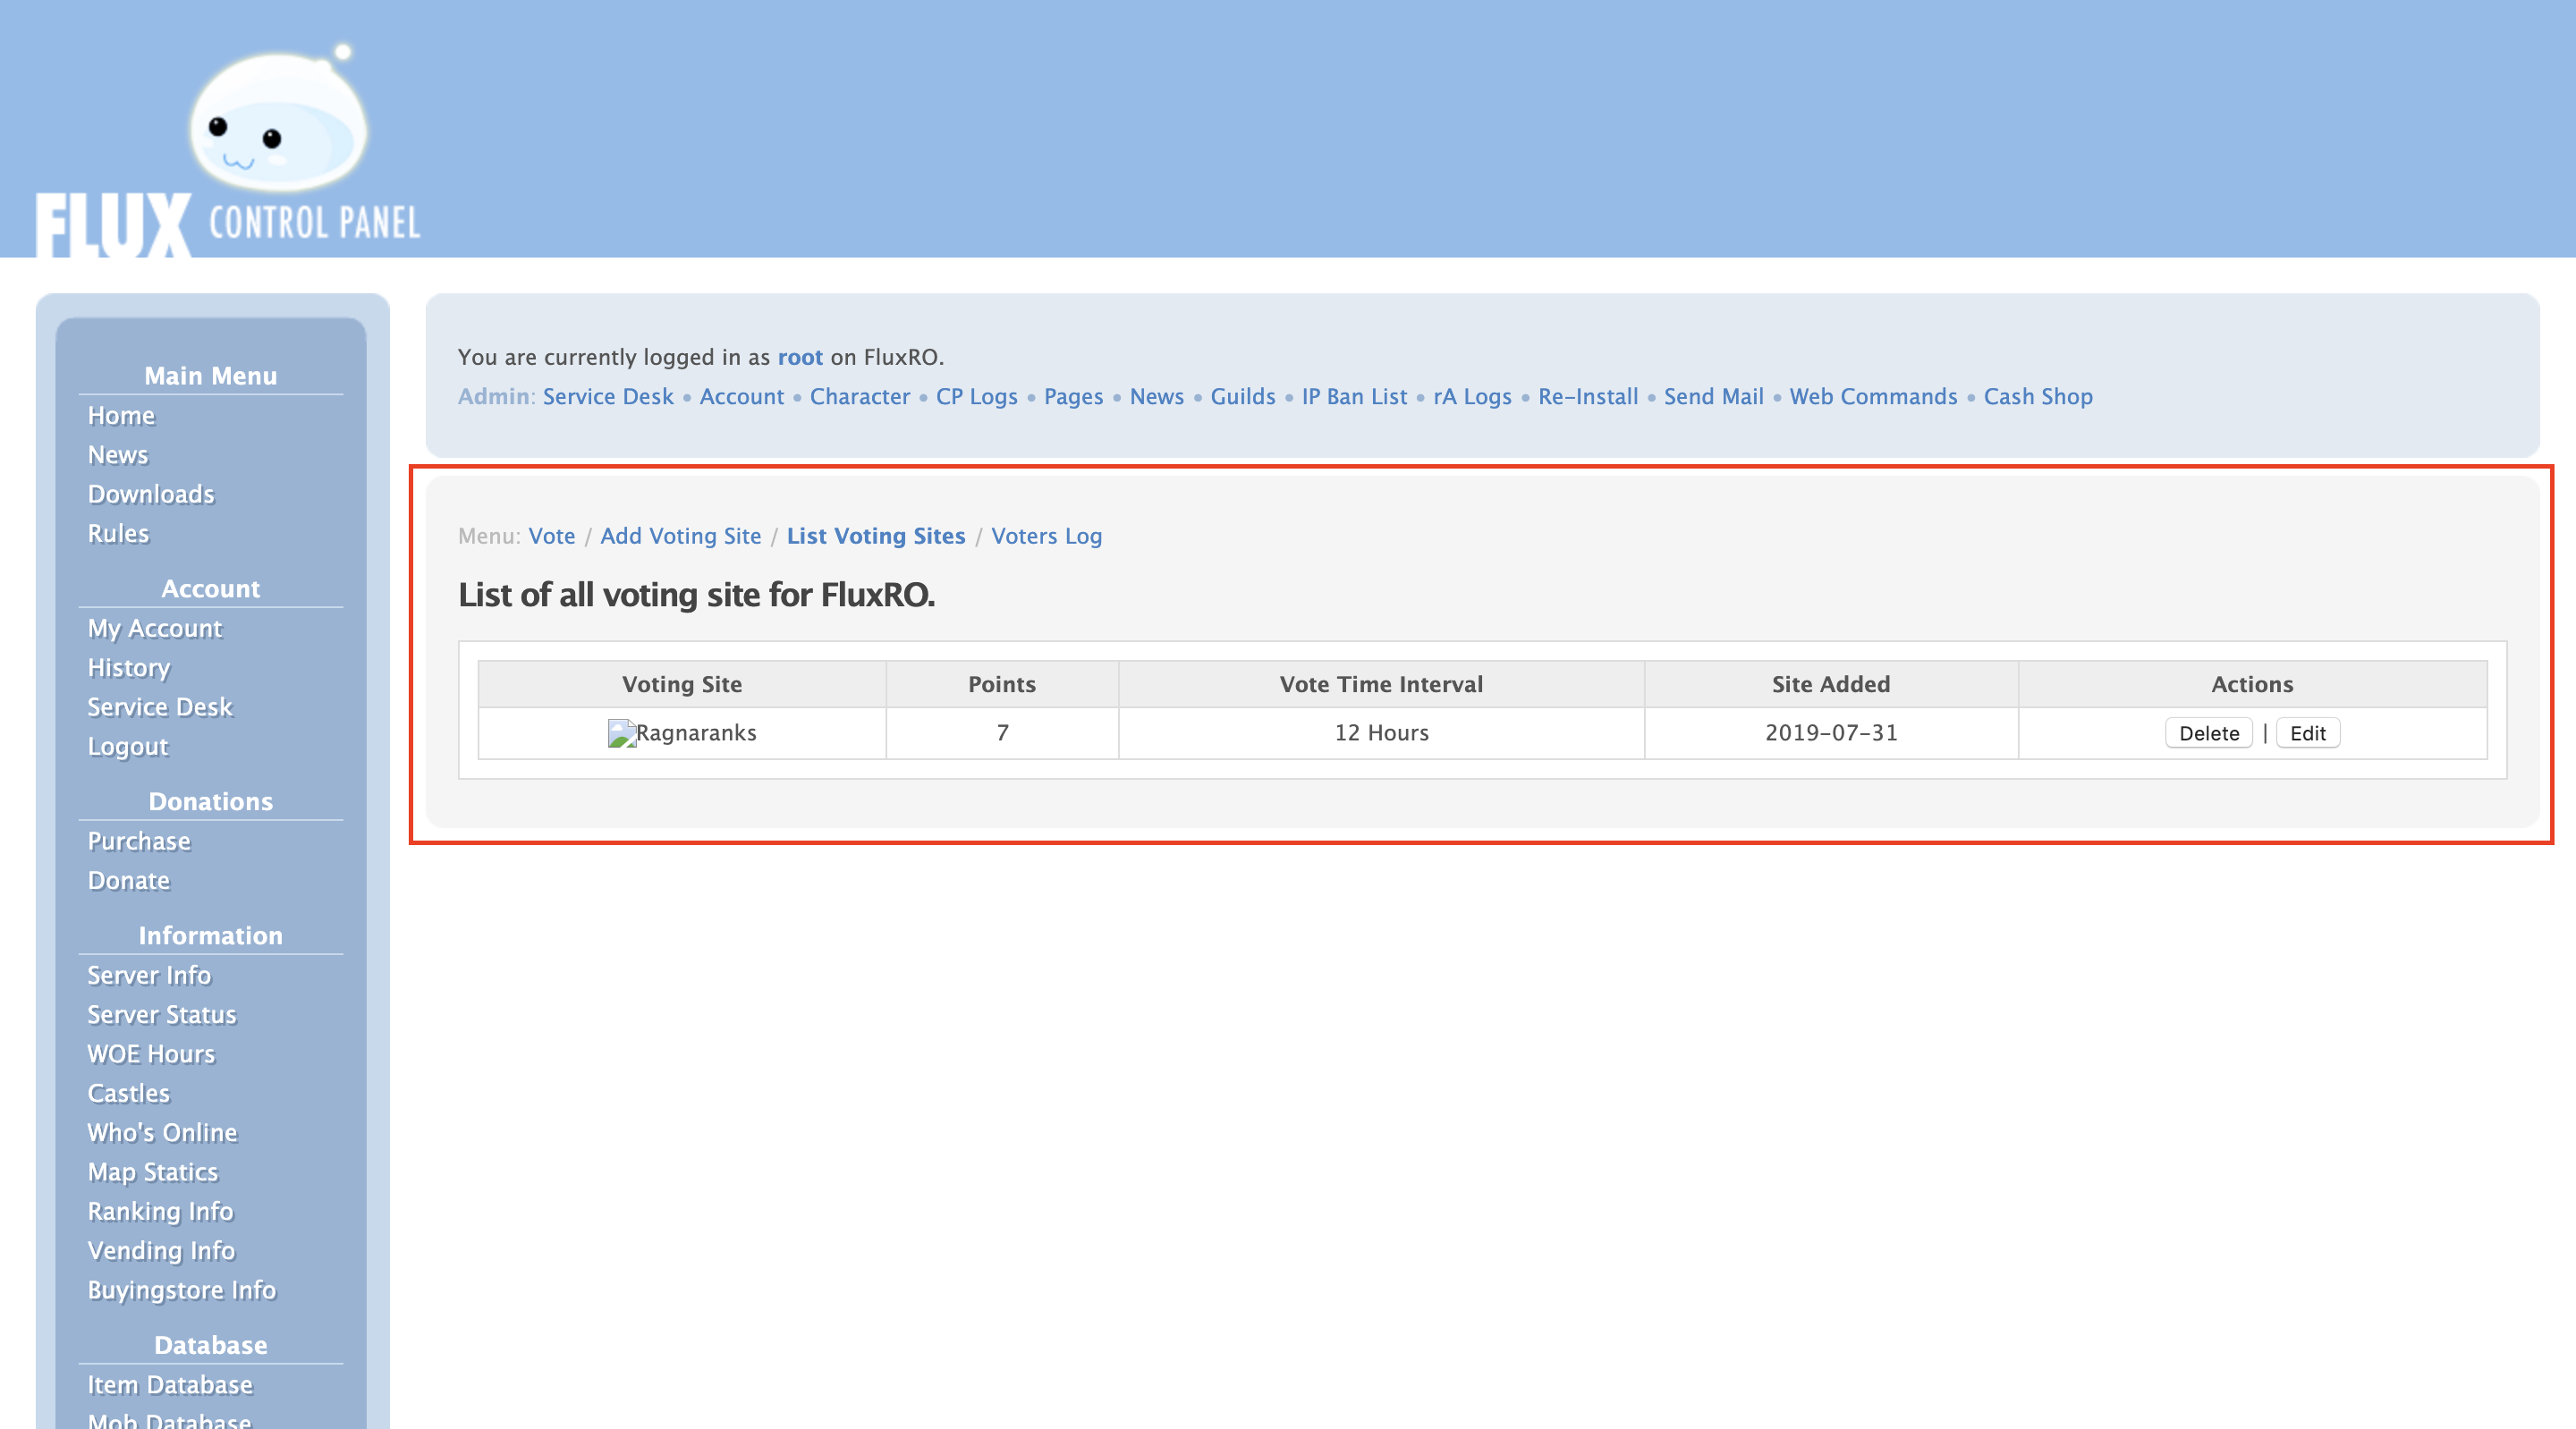 FLUX CONTROL PANEL
Main Menu
Home
News
Downloads
Rules
Account
My Account
History
Service Desk
Logout
Donations
Purchase
Donate
Information
Server Info
Server Status
WOE Hours
Castles
Who's Online
Map Statics
Ranking Info
Vending Info
Buyingstore Info
Database
Item Database
Mob Database
You are currently logged in as root on FluxRO.
Admin: Service Desk • Account • Character • CP Logs • Pages • News • Guilds • IP Ban List • rA Logs • Re-Install • Send Mail • Web Commands • Cash Shop
Menu: Vote / Add Voting Site / List Voting Sites / Voters Log
List of all voting site for FluxRO.
Voting Site Points Vote Time Interval Site Added Actions
Ragnaranks 7 12 Hours 2019-07-31 Delete | Edit